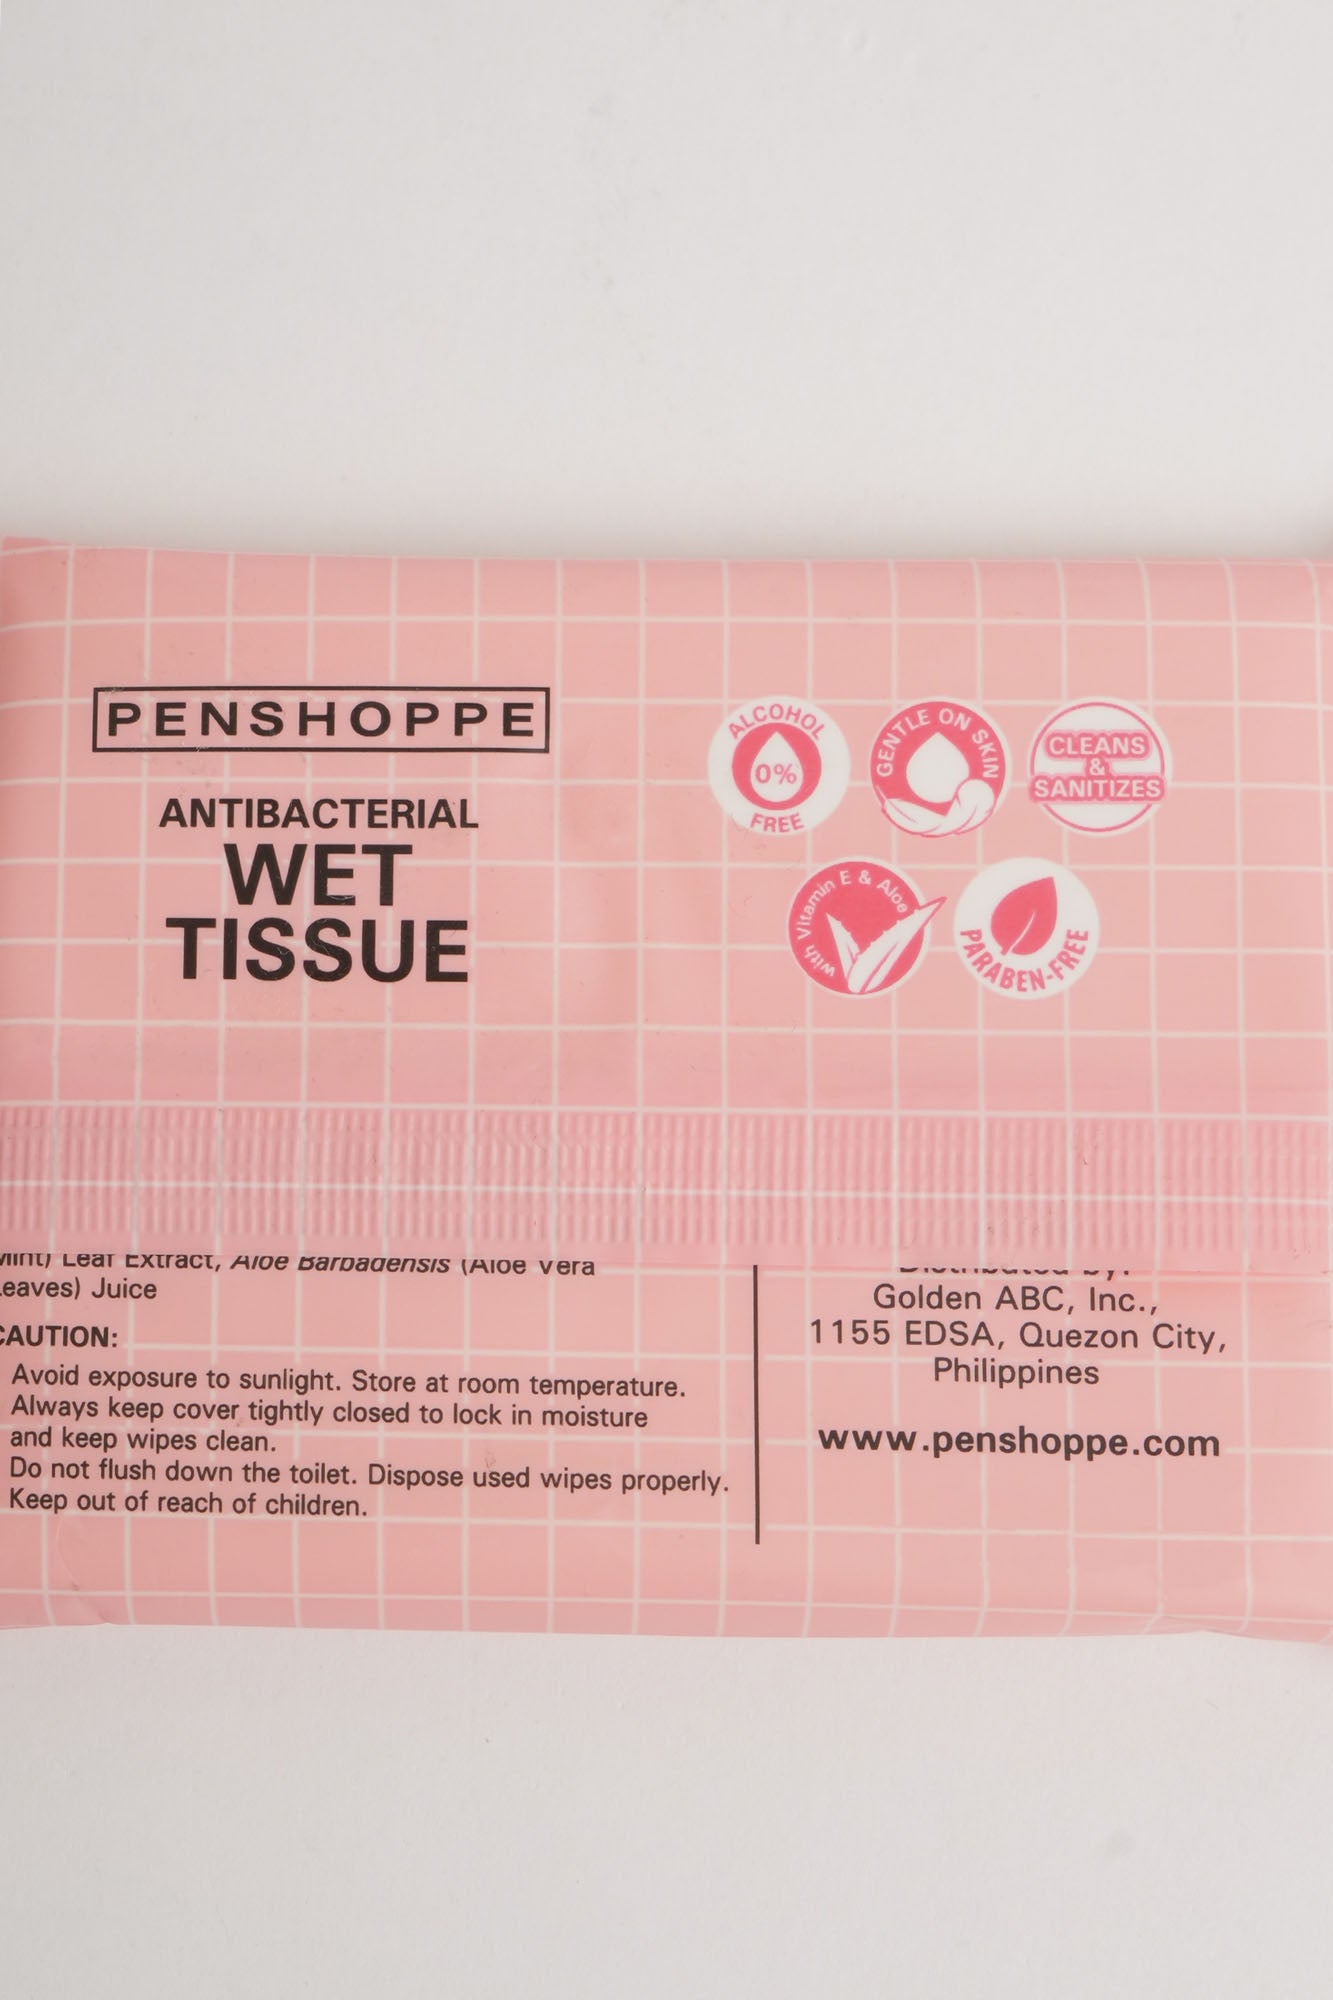 PENSHOPPE
ANTIBACTERIAL
WET
TISSUE
ALCOHOL
0%
FREE
GENTLE ON SKIN
CLEANS
&
SANITIZES
with Vitamin E & Aloe
PARABEN-FREE
Leaf Extract, Aloe Barbadensis (Aloe Vera
eaves) Juice
CAUTION:
Avoid exposure to sunlight. Store at room temperature.
Always keep cover tightly closed to lock in moisture
and keep wipes clean.
Do not flush down the toilet. Dispose used wipes properly.
Keep out of reach of children.
Distributed by:
Golden ABC, Inc.,
1155 EDSA, Quezon City,
Philippines
www.penshoppe.com